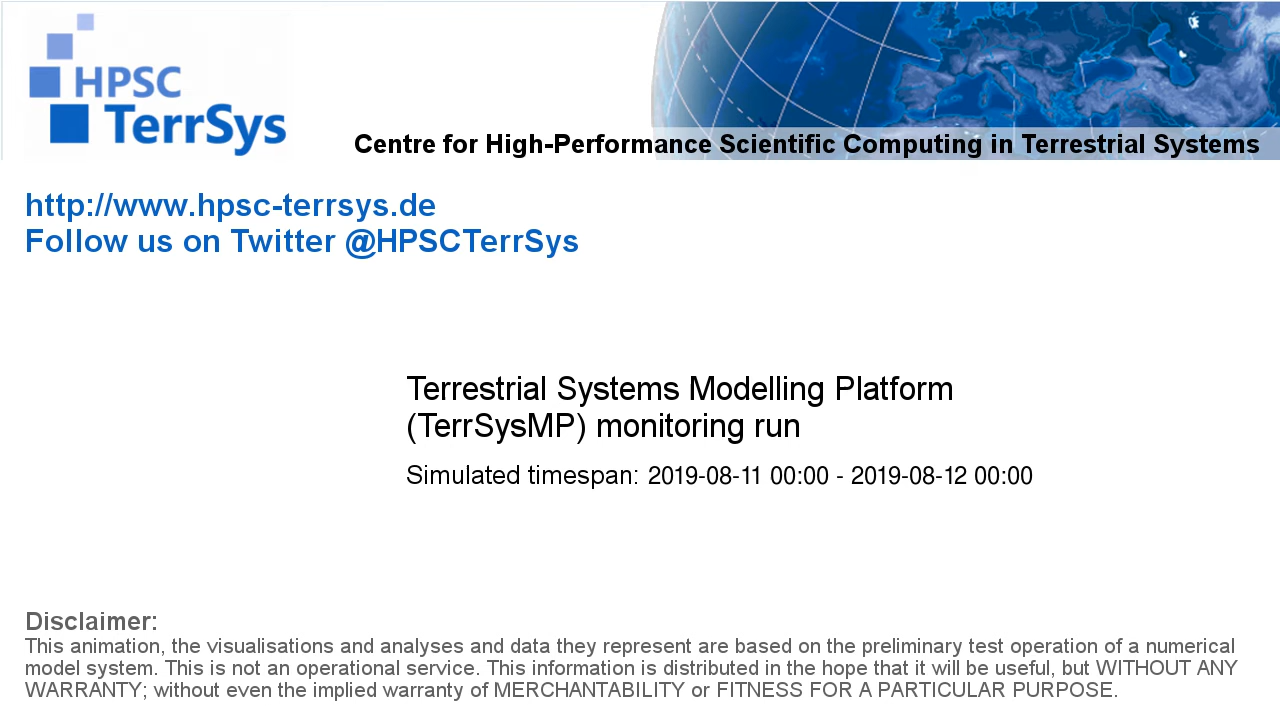 HPSC
TerrSys
Centre for High-Performance Scientific Computing in Terrestrial Systems
http://www.hpsc-terrsys.de
Follow us on Twitter @HPSCTerrSys
Terrestrial Systems Modelling Platform
(TerrSysMP) monitoring run
Simulated timespan: 2019-08-11 00:00 - 2019-08-12 00:00
Disclaimer:
This animation, the visualisations and analyses and data they represent are based on the preliminary test operation of a numerical
model system. This is not an operational service. This information is distributed in the hope that it will be useful, but WITHOUT ANY
WARRANTY; without even the implied warranty of MERCHANTABILITY or FITNESS FOR A PARTICULAR PURPOSE.